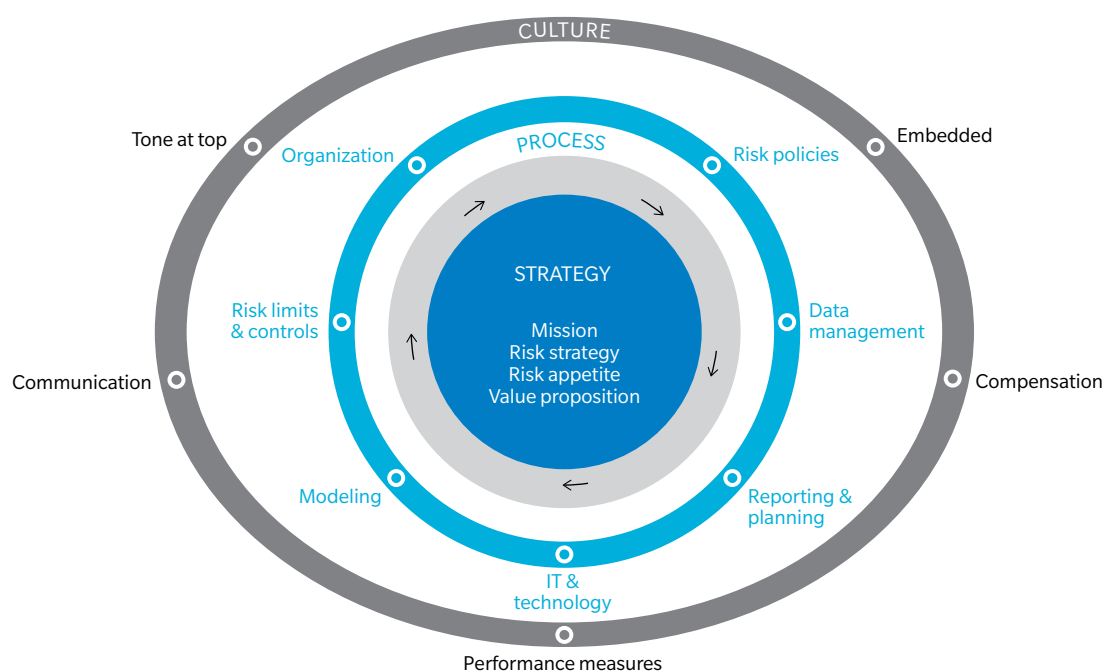 CULTURE
Tone at top
Embedded
PROCESS
Organization
Risk policies
STRATEGY
Risk limits
& controls
Data
management
Mission
Risk strategy
Risk appetite
Value proposition
Communication
Compensation
Modeling
Reporting &
planning
IT &
technology
Performance measures